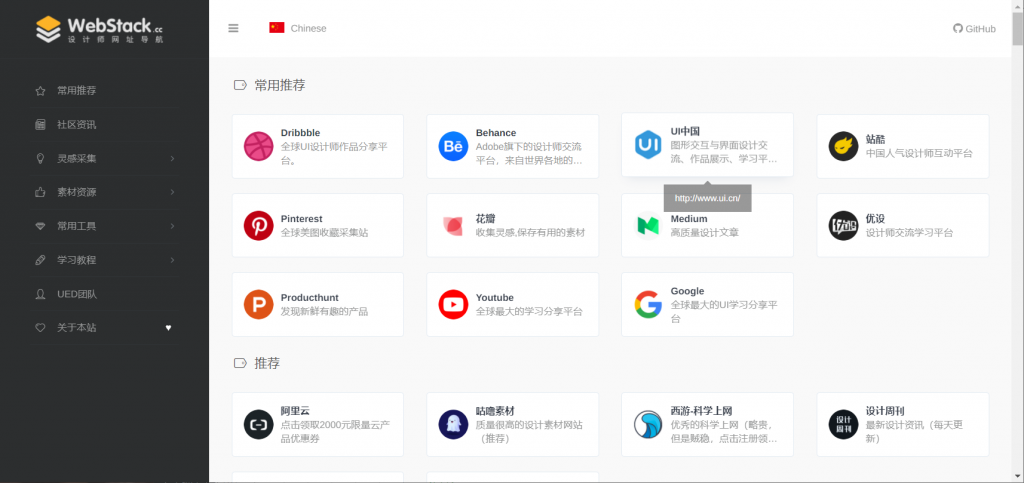 WebStack.cc
设计师网址导航
Chinese
GitHub
常用推荐
社区资讯
灵感采集
素材资源
常用工具
学习教程
UED团队
关于本站
常用推荐
Dribbble
全球UI设计师作品分享平
台。
Behance
Adobe旗下的设计师交流
平台，来自世界各地的...
UI中国
图形交互与界面设计交
流、作品展示、学习平...
http://www.ui.cn/
站酷
中国人气设计师互动平台
Pinterest
全球美图收藏采集站
花瓣
收集灵感,保存有用的素材
Medium
高质量设计文章
优设
设计师交流学习平台
Producthunt
发现新鲜有趣的产品
Youtube
全球最大的学习分享平台
Google
全球最大的UI学习分享平
台
推荐
阿里云
点击领取2000元限量云产
品优惠券
咕噜素材
质量很高的设计素材网站
（推荐）
西游-科学上网
优秀的科学上网（略贵，
但是贼稳，点击注册领...
设计
周刊
设计周刊
最新设计资讯（每天更
新）